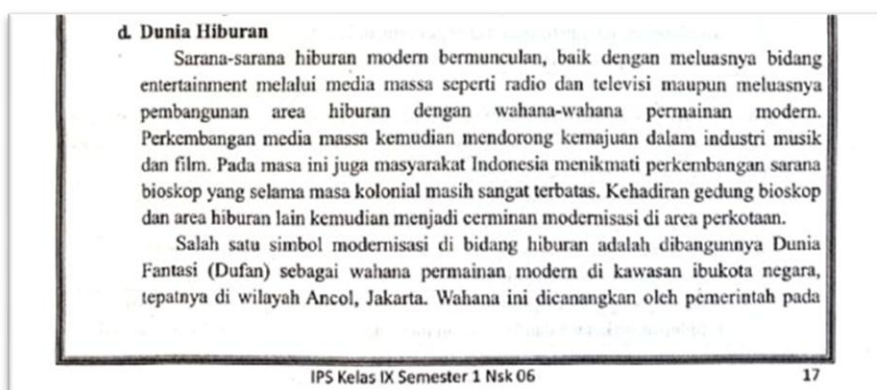 d. Dunia Hiburan
Sarana-sarana hiburan modern bermunculan, baik dengan meluasnya bidang
entertainment melalui media massa seperti radio dan televisi maupun meluasnya
pembangunan area hiburan dengan wahana-wahana permainan modern.
Perkembangan media massa kemudian mendorong kemajuan dalam industri musik
dan film. Pada masa ini juga masyarakat Indonesia menikmati perkembangan sarana
bioskop yang selama masa kolonial masih sangat terbatas. Kehadiran gedung bioskop
dan area hiburan lain kemudian menjadi cerminan modernisasi di area perkotaan.
Salah satu simbol modernisasi di bidang hiburan adalah dibangunnya Dunia
Fantasi (Dufan) sebagai wahana permainan modern di kawasan ibukota negara,
tepatnya di wilayah Ancol, Jakarta. Wahana ini dicanangkan oleh pemerintah pada
IPS Kelas IX Semester 1 Nsk 06 17